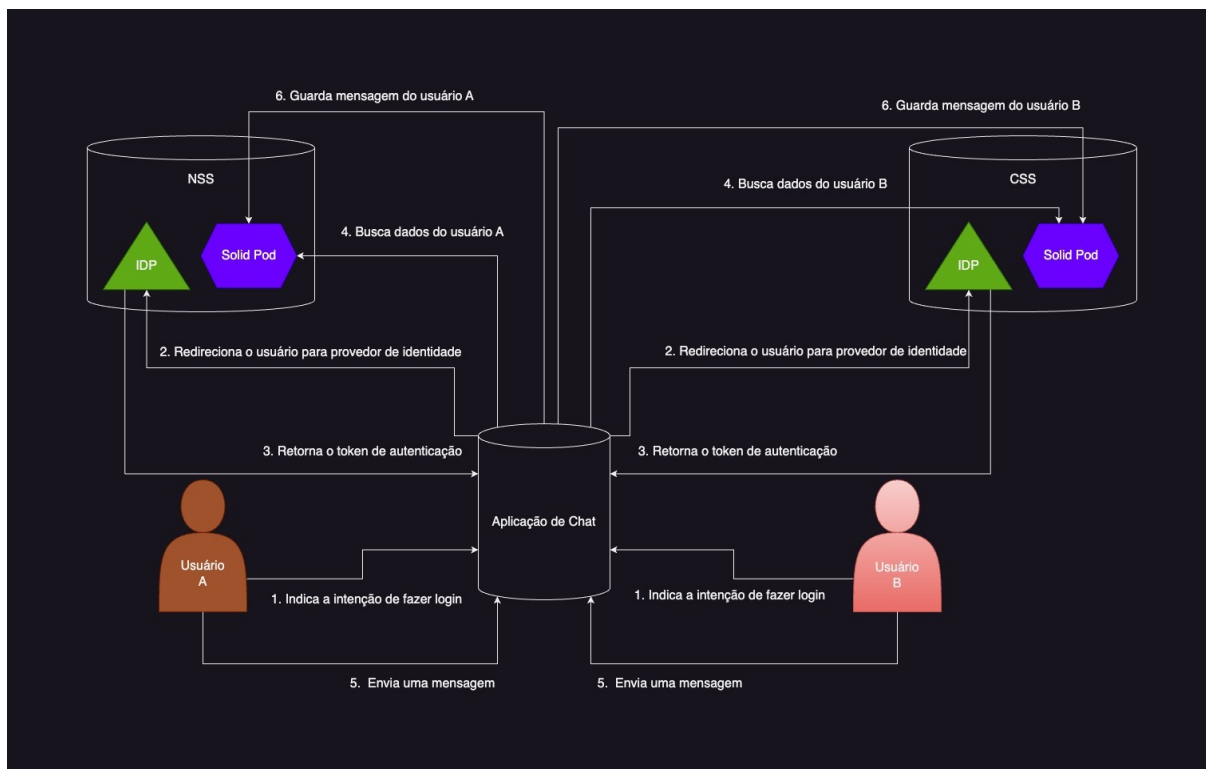 6. Guarda mensagem do usuário A
6. Guarda mensagem do usuário B
NSS
CSS
4. Busca dados do usuário B
4. Busca dados do usuário A
IDP
Solid Pod
IDP
Solid Pod
2. Redireciona o usuário para provedor de identidade
2. Redireciona o usuário para provedor de identidade
3. Retorna o token de autenticação
3. Retorna o token de autenticação
Aplicação de Chat
Usuário
A
Usuário
B
1. Indica a intenção de fazer login
1. Indica a intenção de fazer login
5. Envia uma mensagem
5. Envia uma mensagem